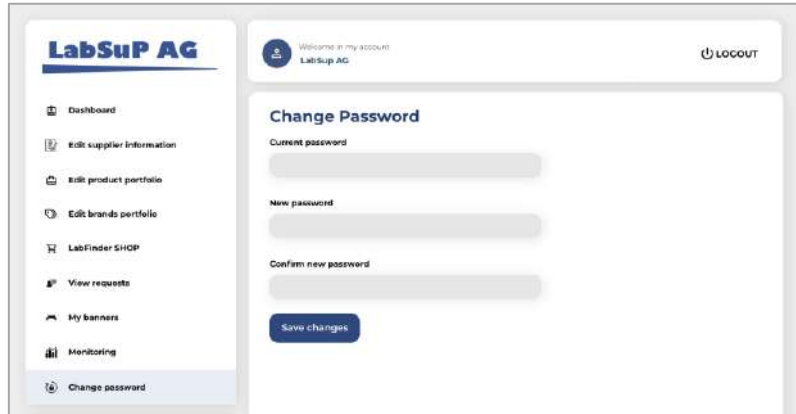 LabSuP AG
Welcome in my account
LabSup AG
LOGOUT
Dashboard
Edit supplier information
Edit product portfolio
Edit brands portfolio
LabFinder SHOP
View requests
My banners
Monitoring
Change password
Change Password
Current password
New password
Confirm new password
Save changes